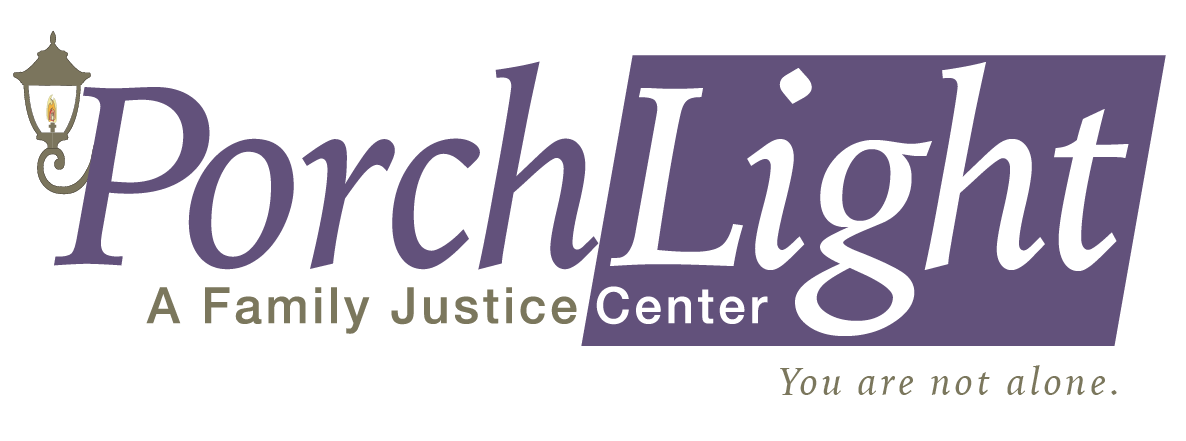 PorchLight
A Family Justice Center
You are not alone.